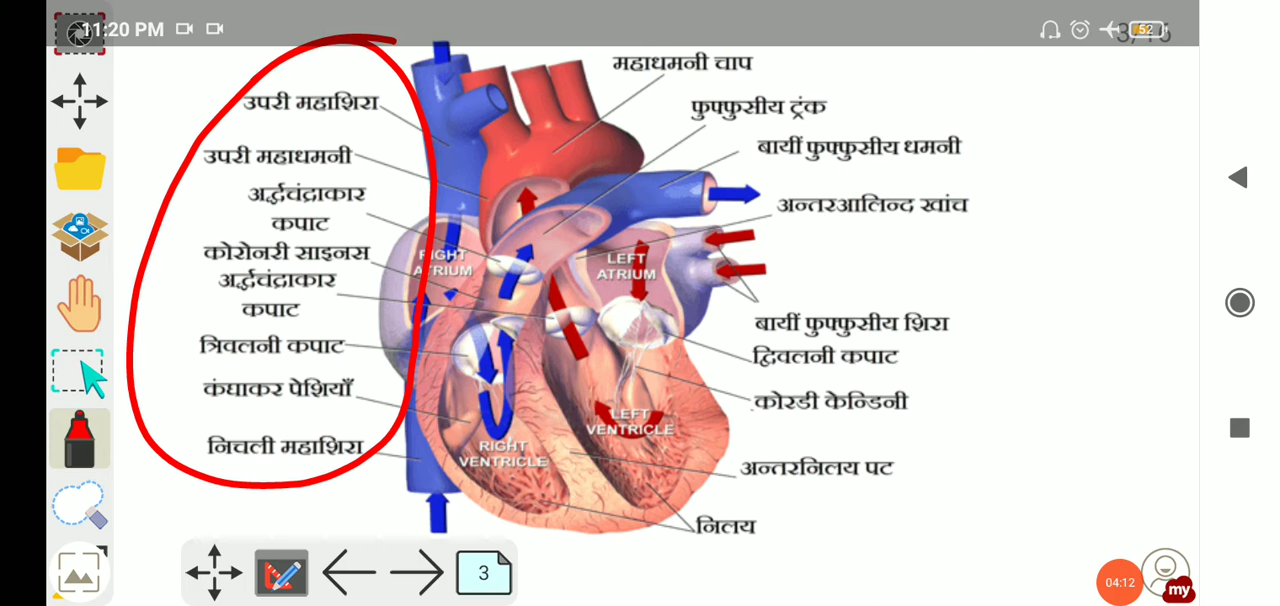 11:20 PM
52
उपरी महाशिरा
उपरी महाधमनी
अर्द्धचंद्राकार
कपाट
कोरोनरी साइनस
अर्द्धचंद्राकार
कपाट
त्रिवलनी कपाट
कंघाकर पेशियाँ
निचली महाशिरा
महाधमनी चाप
फुफ्फुसीय ट्रंक
बायीं फुफ्फुसीय धमनी
अन्तरआलिन्द खांच
बायीं फुफ्फुसीय शिरा
द्विवलनी कपाट
कोरडी केन्डिनी
अन्तरनिलय पट
निलय
RIGHT
ATRIUM
LEFT
ATRIUM
LEFT
VENTRICLE
RIGHT
VENTRICLE
3
04:12
my